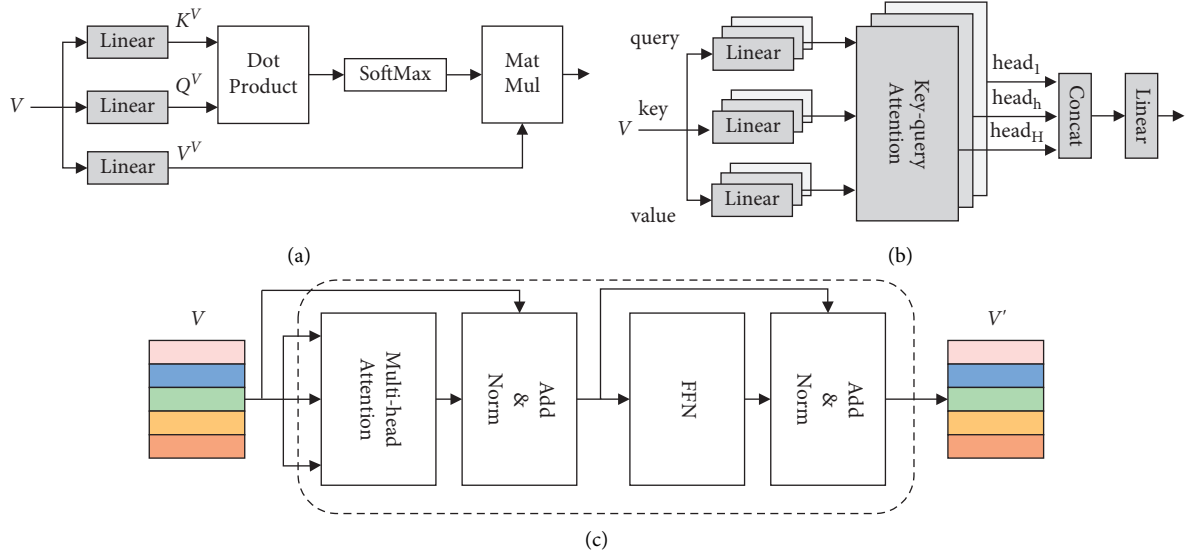 V
Linear
Linear
Linear
K^V
Q^V
V^V
Dot
Product
SoftMax
Mat
Mul
(a)
query
key
V
value
Linear
Linear
Linear
Key-query
Attention
head_1
head_h
head_H
Concat
Linear
(b)
V
Multi-head
Attention
Add
&
Norm
FFN
Add
&
Norm
V'
(c)